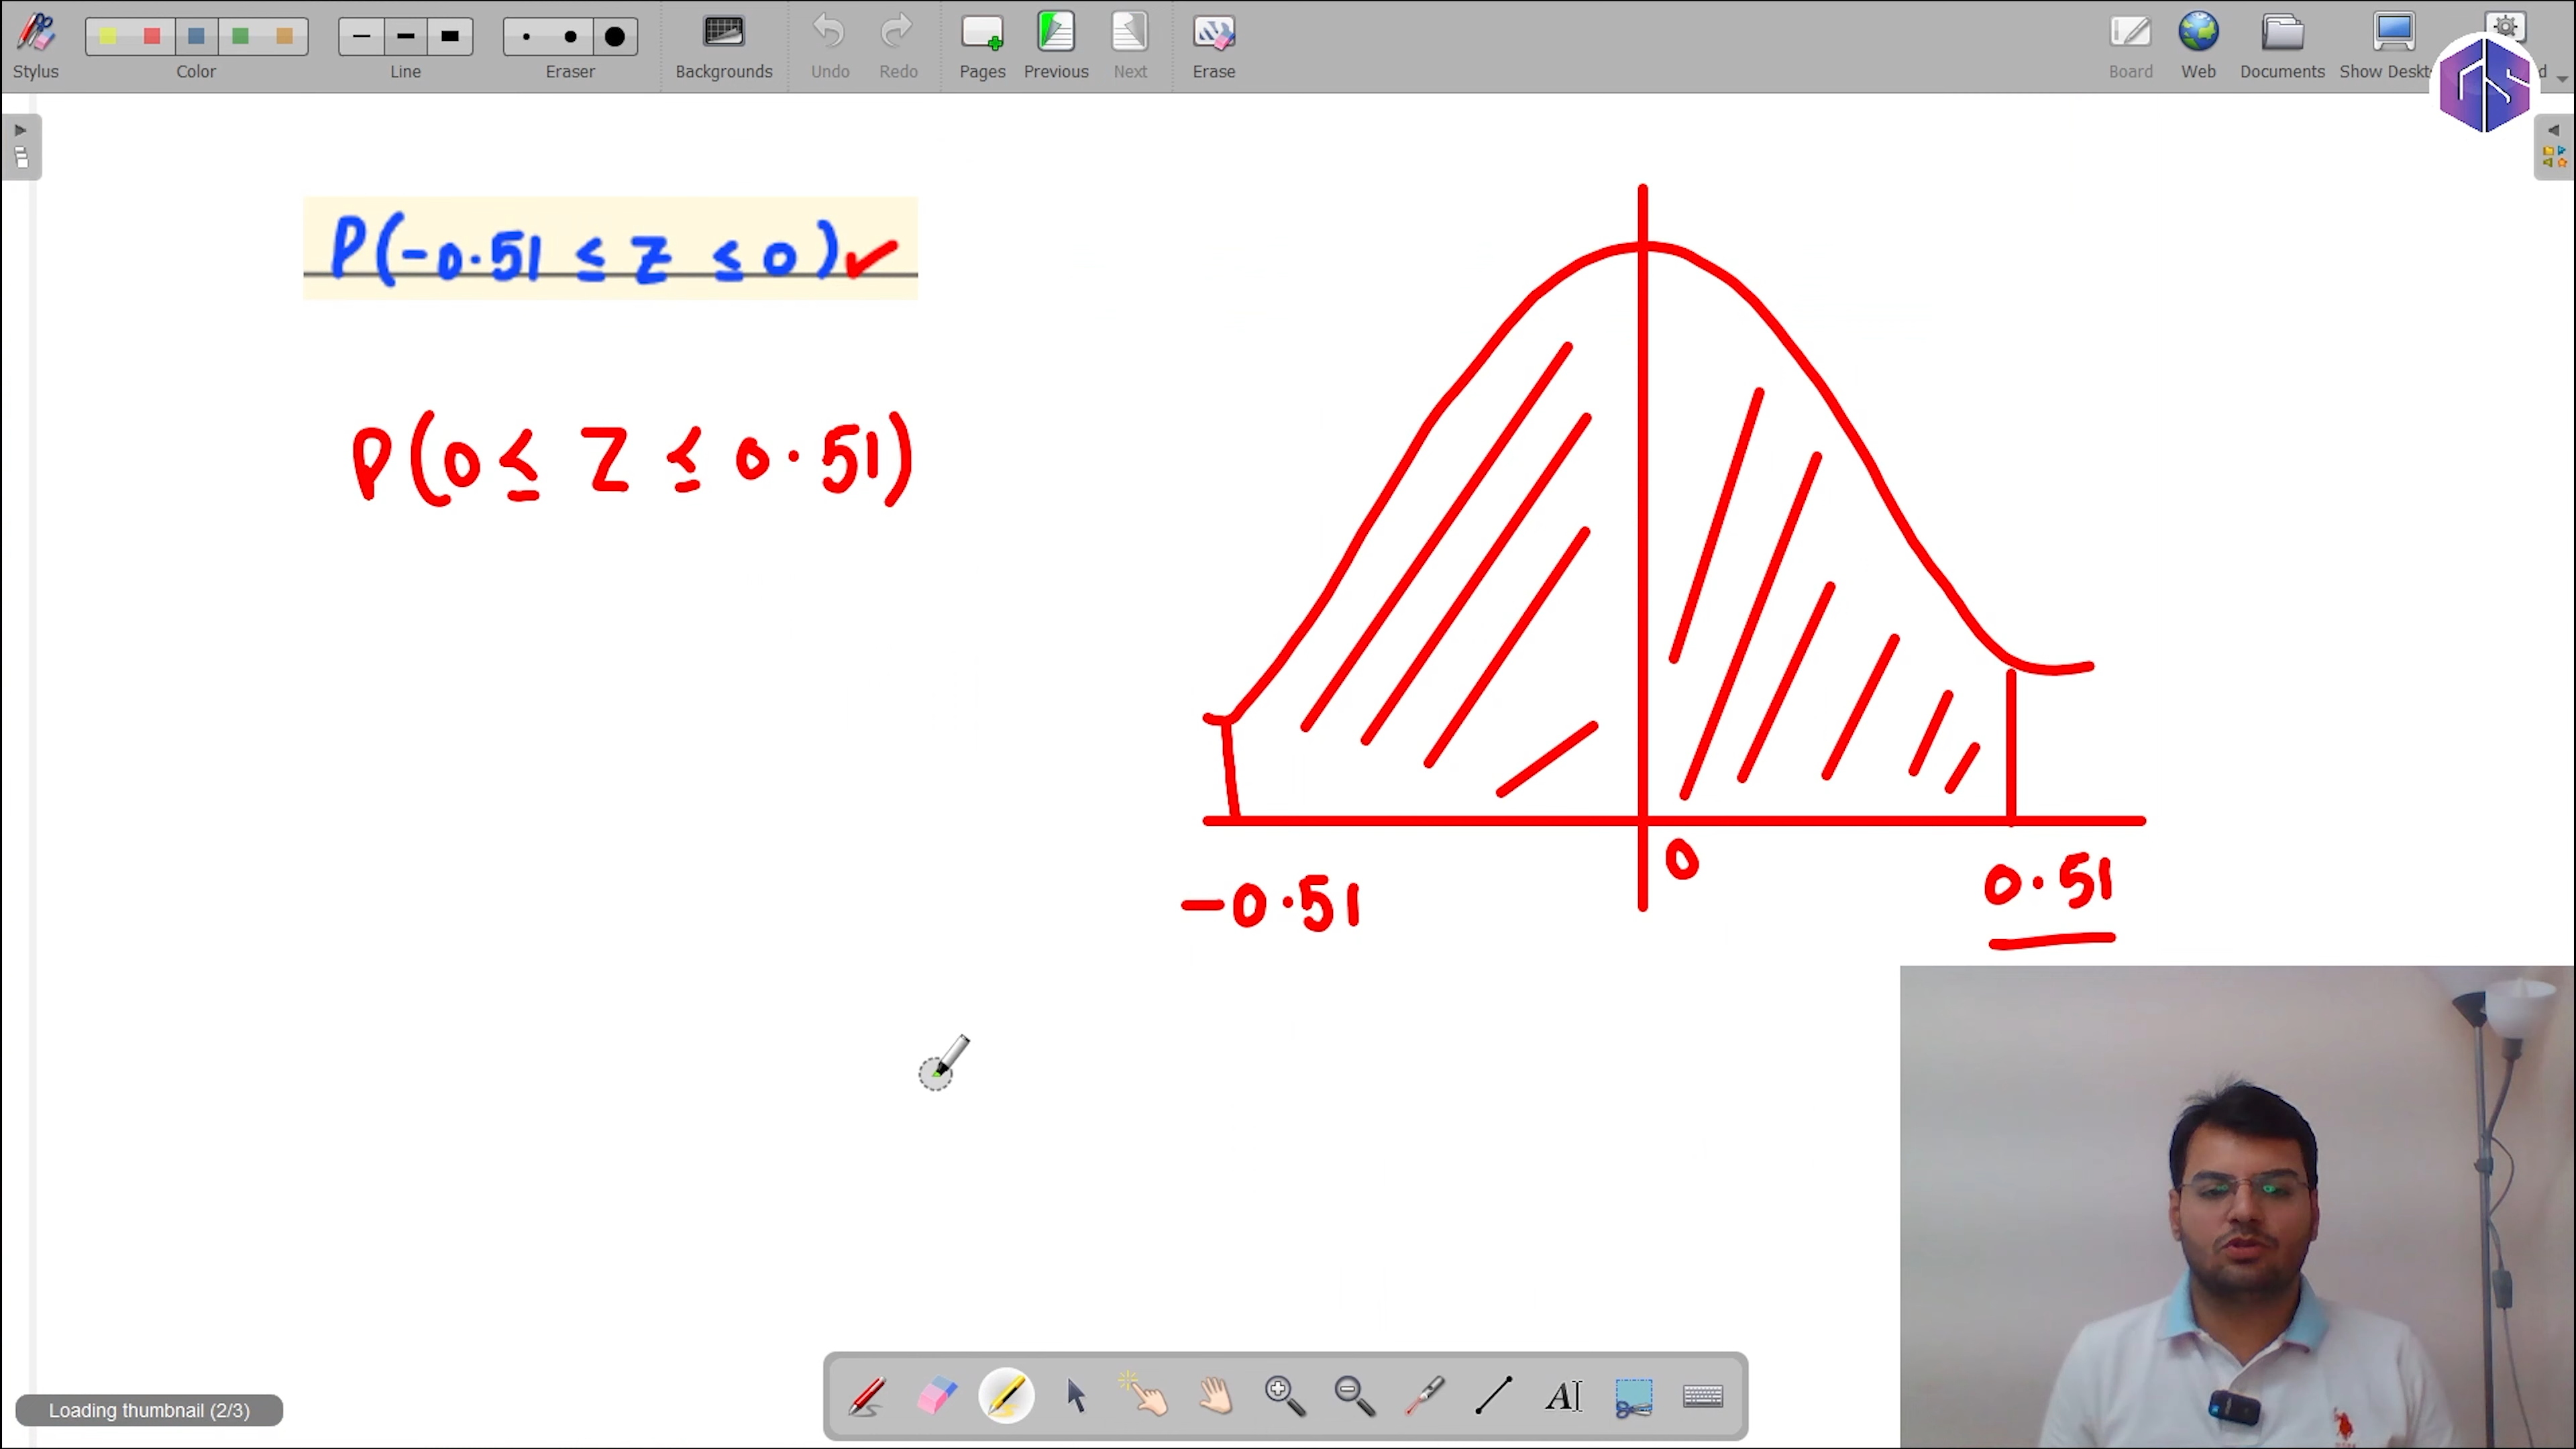 Stylus
Color
Line
Eraser
Backgrounds
Undo
Redo
Pages
Previous
Next
Erase
Board
Web
Documents
Show Deskt
d
P(-0.51 ≤ Z ≤ 0)✓
P(0 ≤ Z ≤ 0.51)
-0.51
0
0.51
Loading thumbnail (2/3)